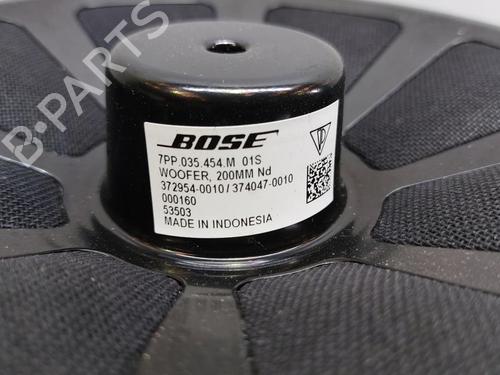 BOSE
7PP.035.454.M 01S
WOOFER, 200MM Nd
372954-0010 / 374047-0010
000160
53503
MADE IN INDONESIA
B-PARTS